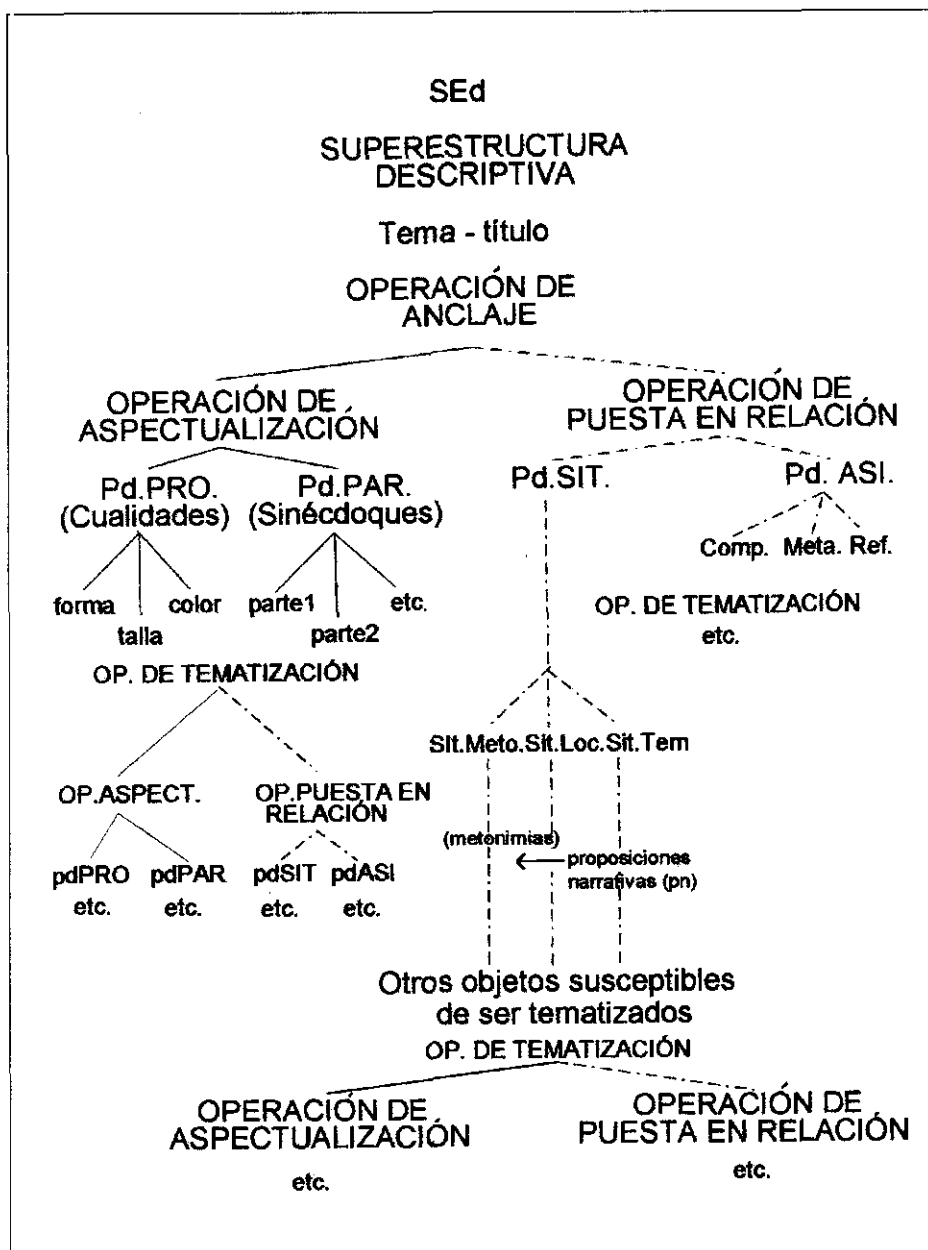 SEd
SUPERESTRUCTURA
DESCRIPTIVA
Tema - título
OPERACIÓN DE
ANCLAJE
OPERACIÓN DE
ASPECTUALIZACIÓN
OPERACIÓN DE
PUESTA EN RELACIÓN
Pd.PRO.
(Cualidades)
Pd.PAR.
(Sinécdoques)
Pd.SIT.
Pd. ASI.
Comp. Meta. Ref.
forma
talla
color
parte1
parte2
etc.
OP. DE TEMATIZACIÓN
etc.
OP. DE TEMATIZACIÓN
Sit.Meto.Sit.Loc.Sit.Tem
OP.ASPECT.
OP.PUESTA EN
RELACIÓN
(metonimias)
proposiciones
narrativas (pn)
pdPRO
etc.
pdPAR
etc.
pdSIT
etc.
pdASI
etc.
Otros objetos susceptibles
de ser tematizados
OP. DE TEMATIZACIÓN
OPERACIÓN DE
ASPECTUALIZACIÓN
etc.
OPERACIÓN DE
PUESTA EN RELACIÓN
etc.